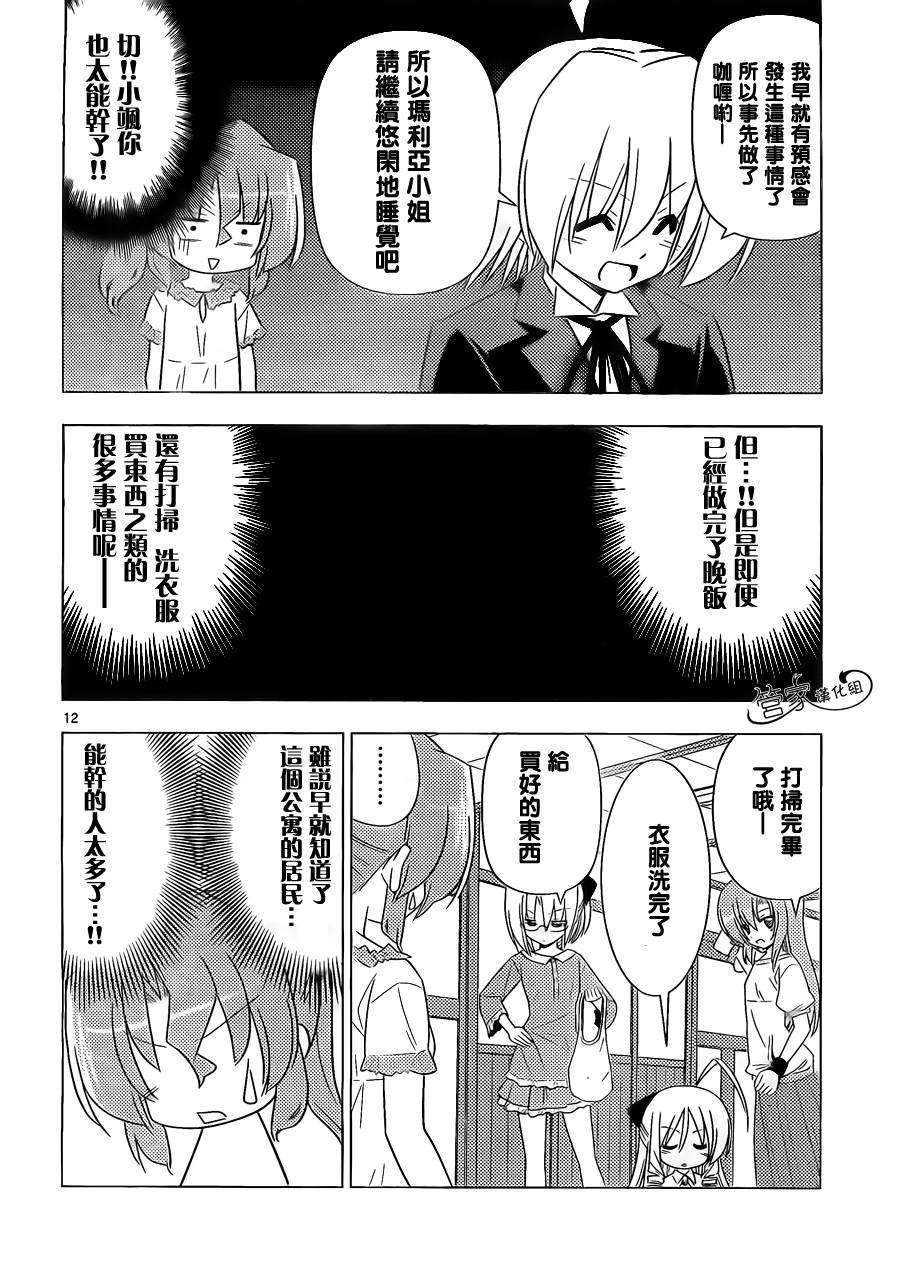 我早就有預感會
發生這種事情了
所以事先做了
咖喱喲—
所以瑪利亞小姐
請繼續悠閑地睡覺吧
切!!小颯你
也太能幹了!!
但…!!但是即便
已經做完了晚飯
還有打掃 洗衣服
買東西之類的
很多事情呢——
管家漢化組
12
打掃完畢
了哦—
衣服洗完了
給
買好的東西
……
雖説早就知道了
這個公寓的居民…
能幹的人太多了…!!